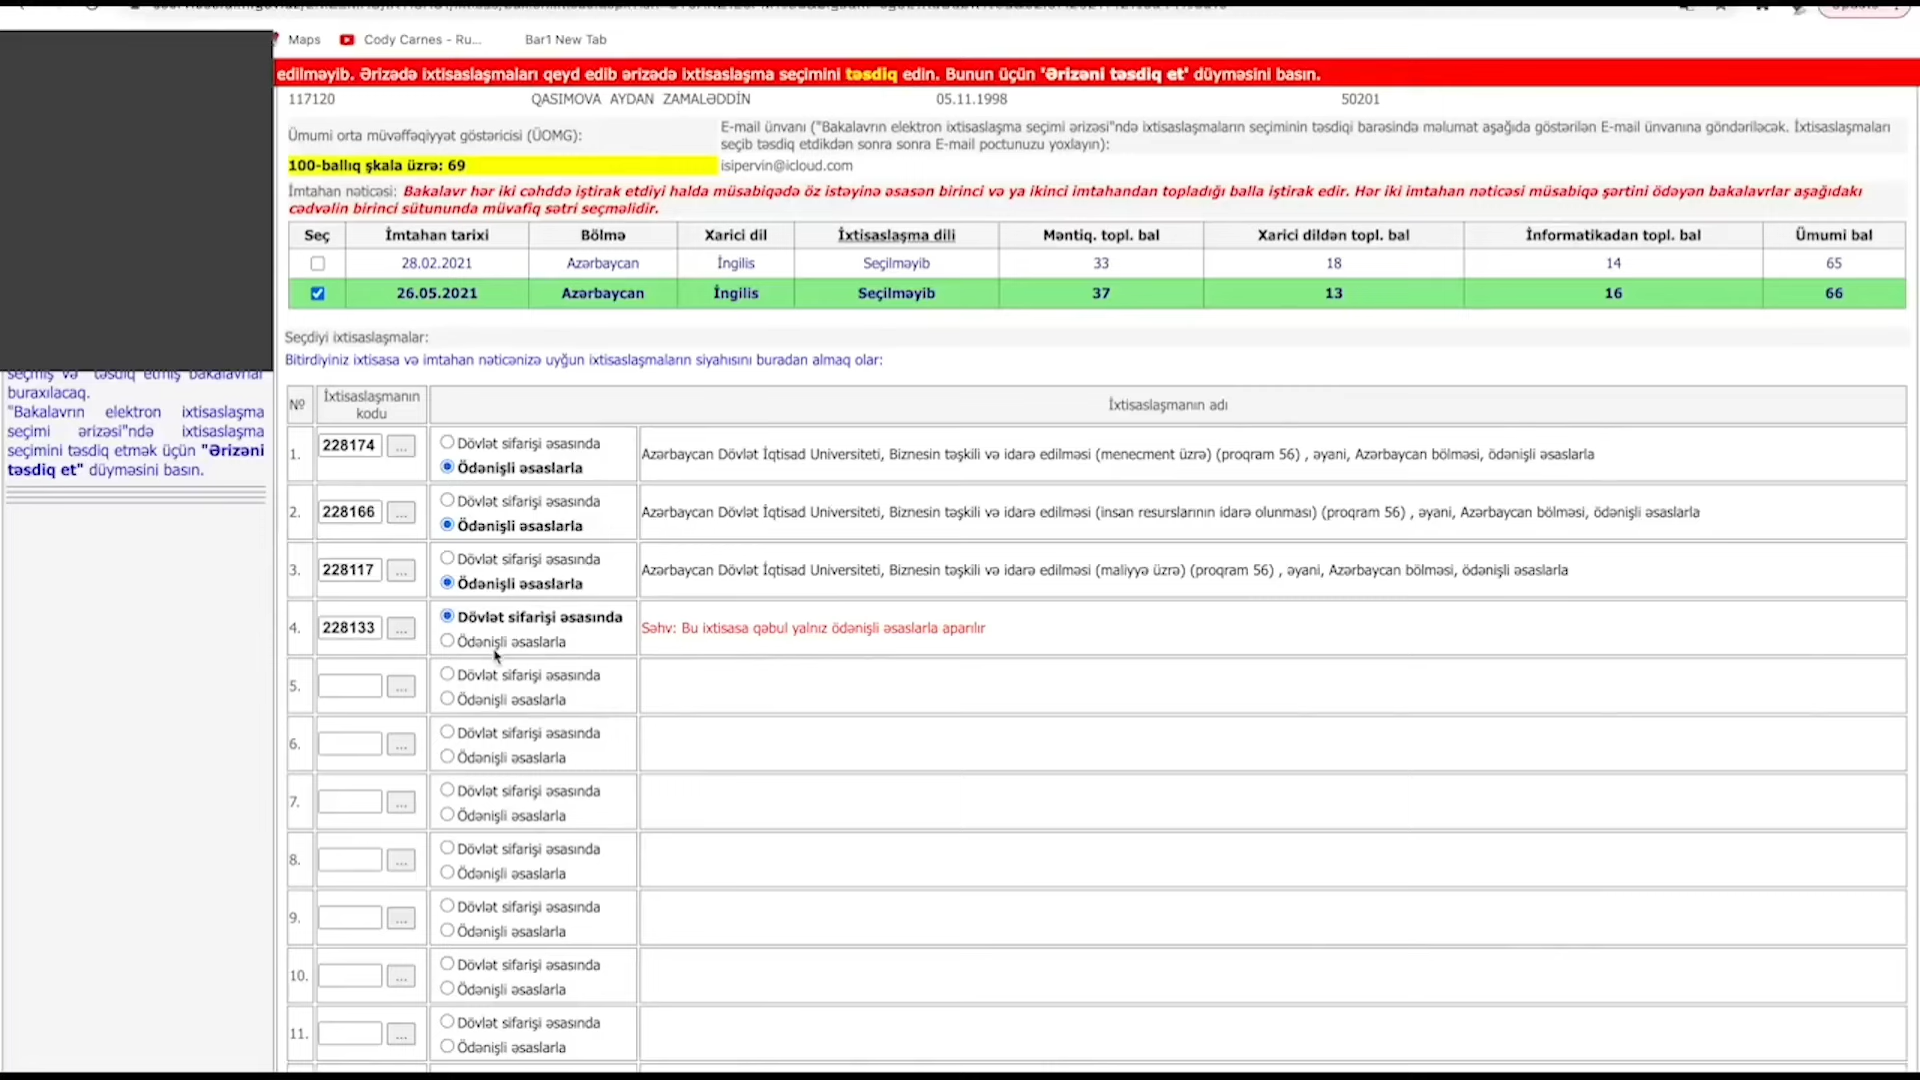 Maps
Cody Carnes - Ru...
Bar1 New Tab
edilməyib. Ərizədə ixtisaslaşmaları qeyd edib ərizədə ixtisaslaşma seçimini təsdiq edin. Bunun üçün 'Ərizəni təsdiq et' düyməsini basın.
117120 QASIMOVA AYDAN ZAMALƏDDİN 05.11.1998 50201
Ümumi orta müvəffəqiyyət göstəricisi (ÜOMG):
E-mail ünvanı ("Bakalavrın elektron ixtisaslaşma seçimi ərizəsi"ndə ixtisaslaşmaların seçiminin təsdiqi barəsində məlumat aşağıda göstərilən E-mail ünvanına göndəriləcək. İxtisaslaşmaları
seçib təsdiq etdikdən sonra sonra E-mail poctunuzu yoxlayın):
100-ballıq şkala üzrə: 69
isipervin@icloud.com
İmtahan nəticəsi: Bakalavr hər iki cəhddə iştirak etdiyi halda müsabiqədə öz istəyinə əsasən birinci və ya ikinci imtahandan topladığı balla iştirak edir. Hər iki imtahan nəticəsi müsabiqə şərtini ödəyən bakalavrlar aşağıdakı
cədvəlin birinci sütununda müvafiq sətri seçməlidir.
Seç İmtahan tarixi Bölmə Xarici dil İxtisaslaşma dili Məntiq. topl. bal Xarici dildən topl. bal İnformatikadan topl. bal Ümumi bal
28.02.2021 Azərbaycan İngilis Seçilməyib 33 18 14 65
26.05.2021 Azərbaycan İngilis Seçilməyib 37 13 16 66
Seçdiyi ixtisaslaşmalar:
Bitirdiyiniz ixtisasa və imtahan nəticənizə uyğun ixtisaslaşmaların siyahısını buradan almaq olar:
seçmiş və təsdiq etmiş bakalavrlar
buraxılacaq.
"Bakalavrın elektron ixtisaslaşma
seçimi ərizəsi"ndə ixtisaslaşma
seçimini təsdiq etmək üçün "Ərizəni
təsdiq et" düyməsini basın.
Nº İxtisaslaşmanın kodu İxtisaslaşmanın adı
1. 228174 ... Dövlət sifarişi əsasında
Ödənişli əsaslarla
Azərbaycan Dövlət İqtisad Universiteti, Biznesin təşkili və idarə edilməsi (menecment üzrə) (proqram 56) , əyani, Azərbaycan bölməsi, ödənişli əsaslarla
2. 228166 ... Dövlət sifarişi əsasında
Ödənişli əsaslarla
Azərbaycan Dövlət İqtisad Universiteti, Biznesin təşkili və idarə edilməsi (insan resurslarının idarə olunması) (proqram 56) , əyani, Azərbaycan bölməsi, ödənişli əsaslarla
3. 228117 ... Dövlət sifarişi əsasında
Ödənişli əsaslarla
Azərbaycan Dövlət İqtisad Universiteti, Biznesin təşkili və idarə edilməsi (maliyyə üzrə) (proqram 56) , əyani, Azərbaycan bölməsi, ödənişli əsaslarla
4. 228133 ... Dövlət sifarişi əsasında
Ödənişli əsaslarla
Səhv: Bu ixtisasa qəbul yalnız ödənişli əsaslarla aparılır
5. ... Dövlət sifarişi əsasında
Ödənişli əsaslarla
6. ... Dövlət sifarişi əsasında
Ödənişli əsaslarla
7. ... Dövlət sifarişi əsasında
Ödənişli əsaslarla
8. ... Dövlət sifarişi əsasında
Ödənişli əsaslarla
9. ... Dövlət sifarişi əsasında
Ödənişli əsaslarla
10. ... Dövlət sifarişi əsasında
Ödənişli əsaslarla
11. ... Dövlət sifarişi əsasında
Ödənişli əsaslarla